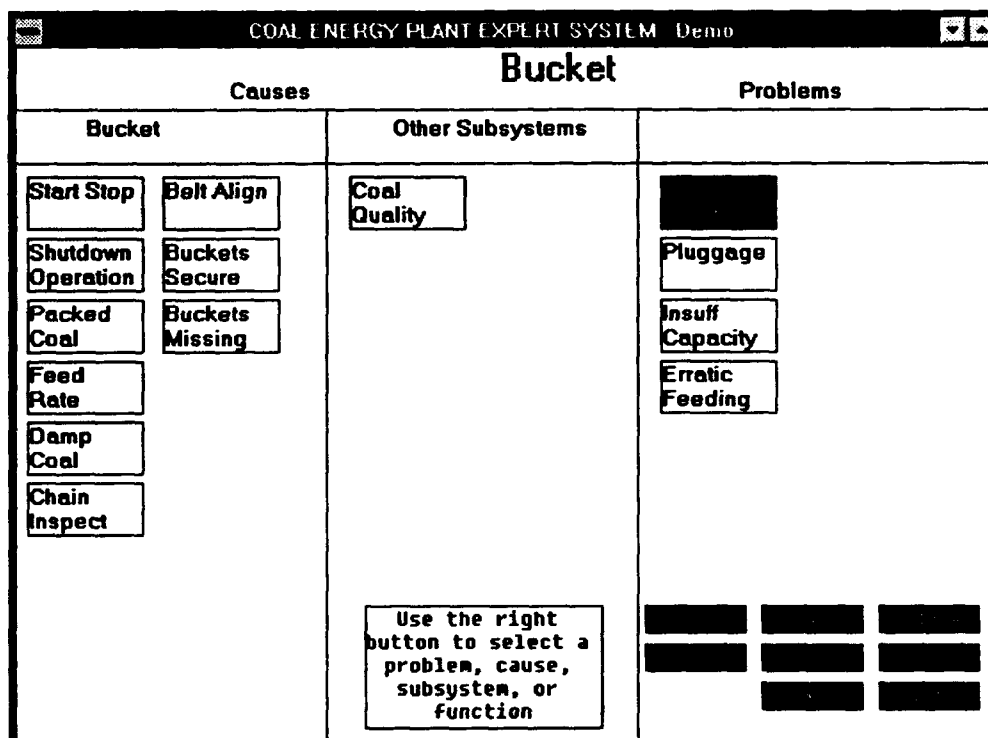 COAL ENERGY PLANT EXPERT SYSTEM Demo
Bucket
Causes
Problems
Bucket
Other Subsystems
Start Stop
Belt Align
Coal
Quality
Shutdown
Operation
Buckets
Secure
Pluggage
Packed
Coal
Buckets
Missing
Insuff
Capacity
Feed
Rate
Erratic
Feeding
Damp
Coal
Chain
Inspect
Use the right
button to select a
problem, cause,
subsystem, or
function